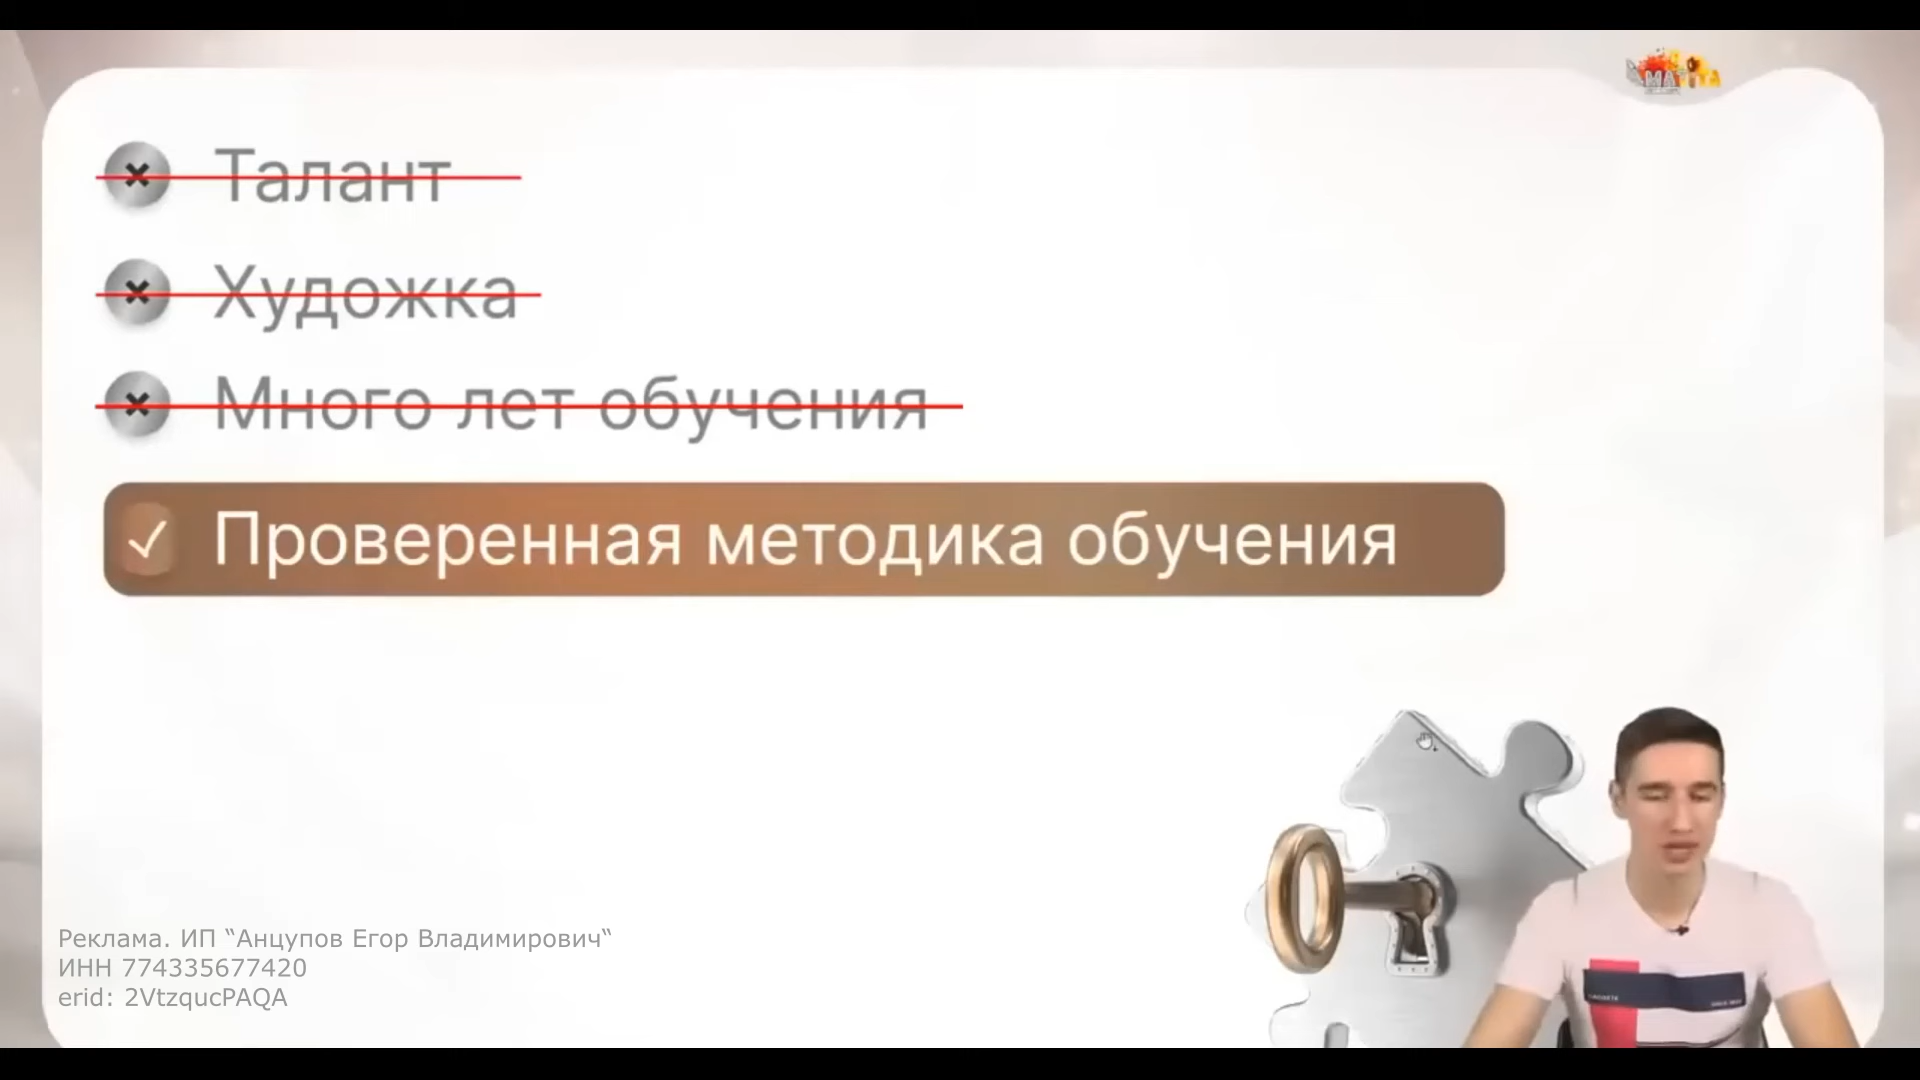 Талант
Художка
Много лет обучения
Проверенная методика обучения
Реклама. ИП “Анцупов Егор Владимирович“
ИНН 774335677420
erid: 2VtzqucPAQA